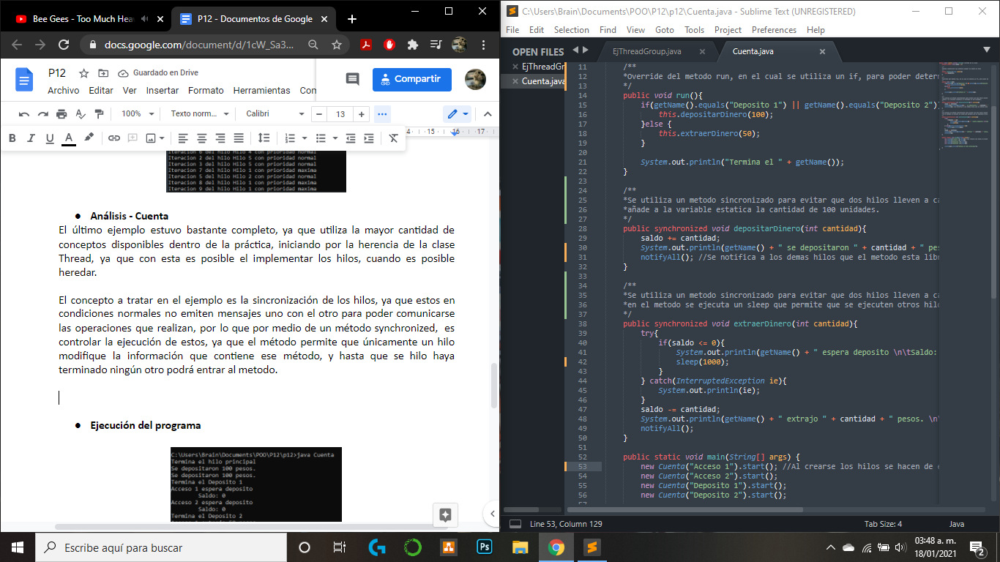 Bee Gees - Too Much Hea
P12 - Documentos de Google
docs.google.com/document/d/1cW_Sa3...
P12
Guardado en Drive
Archivo Editar Ver Insertar Formato Herramientas Com
Compartir
100% Texto norm... Calibri 13
B I U A
15 16 17
Iteracion 2 del hilo Hilo 5 con prioridad normal
Iteracion 3 del hilo Hilo 5 con prioridad normal
Iteracion 7 del hilo Hilo 1 con prioridad maxima
Iteracion 5 del hilo Hilo 2 con prioridad normal
Iteracion 8 del hilo Hilo 1 con prioridad maxima
Iteracion 9 del hilo Hilo 1 con prioridad maxima
● Análisis - Cuenta
El último ejemplo estuvo bastante completo, ya que utiliza la mayor cantidad de
conceptos disponibles dentro de la práctica, iniciando por la herencia de la clase
Thread, ya que con esta es posible el implementar los hilos, cuando es posible
heredar.
El concepto a tratar en el ejemplo es la sincronización de los hilos, ya que estos en
condiciones normales no emiten mensajes uno con el otro para poder comunicarse
las operaciones que realizan, por lo que por medio de un método synchronized, es
controlar la ejecución de estos, ya que el método permite que únicamente un hilo
modifique la información que contiene ese método, y hasta que se hilo haya
terminado ningún otro podrá entrar al metodo.
● Ejecución del programa
C:\Users\Brain\Documents\POO\P12\p12>java Cuenta
Termina el hilo principal
Se depositaron 100 pesos.
Se depositaron 100 pesos.
Termina el Deposito 1
Acceso 1 espera deposito
Saldo: 0
Acceso 2 espera deposito
Saldo: 0
Termina el Deposito 2
C:\Users\Brain\Documents\POO\P12\p12\Cuenta.java - Sublime Text (UNREGISTERED)
File Edit Selection Find View Goto Tools Project Preferences Help
OPEN FILES
EjThreadGr
Cuenta.java
EjThreadGroup.java
Cuenta.java
11 /**
12 *Override del metodo run, en el cual se utiliza un if, para poder deter
13 */
14 public void run(){
15 if(getName().equals("Deposito 1") || getName().equals("Deposito 2")
16 this.depositarDinero(100);
17 }else {
18 this.extraerDinero(50);
19 }
20
21 System.out.println("Termina el " + getName());
22 }
23
24 /**
25 *Se utiliza un metodo sincronizado para evitar que dos hilos lleven a ca
26 *añade a la variable estatica la cantidad de 100 unidades.
27 */
28 public synchronized void depositarDinero(int cantidad){
29 saldo += cantidad;
30 System.out.println(getName() + " se depositaron " + cantidad + " pes
31 notifyAll(); //Se notifica a los demas hilos que el metodo esta libr
32 }
33
34 /**
35 *Se utiliza un metodo sincronizado para evitar que dos hilos lleven a ca
36 *en el metodo se ejecuta un sleep que permite que se ejecuten otros hilo
37 */
38 public synchronized void extraerDinero(int cantidad){
39 try{
40 if(saldo <= 0){
41 System.out.println(getName() + " espera deposito \n\tSaldo:
42 sleep(1000);
43 }
44 } catch(InterruptedException ie){
45 System.out.println(ie);
46 }
47 saldo -= cantidad;
48 System.out.println(getName() + " extrajo " + cantidad + " pesos. \n\
49 notifyAll();
50 }
51
52 public static void main(String[] args) {
53 new Cuenta("Acceso 1").start(); //Al crearse los hilos se hacen de
54 new Cuenta("Acceso 2").start();
55 new Cuenta("Deposito 1").start();
56 new Cuenta("Deposito 2").start();
Line 53, Column 129
Tab Size: 4
Java
Escribe aquí para buscar
Ps
03:48 a. m.
18/01/2021
2